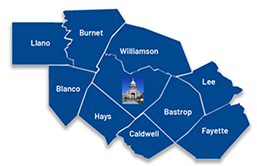 Burnet
Llano
Williamson
Lee
Blanco
Bastrop
Hays
Fayette
Caldwell